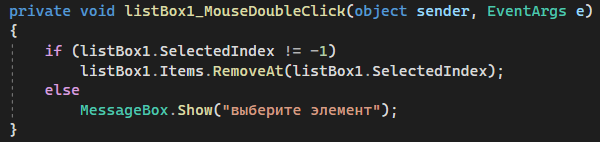 private void listBox1_MouseDoubleClick(object sender, EventArgs e)
{
    if (listBox1.SelectedIndex != -1)
        listBox1.Items.RemoveAt(listBox1.SelectedIndex);
    else
        MessageBox.Show("выберите элемент");
}